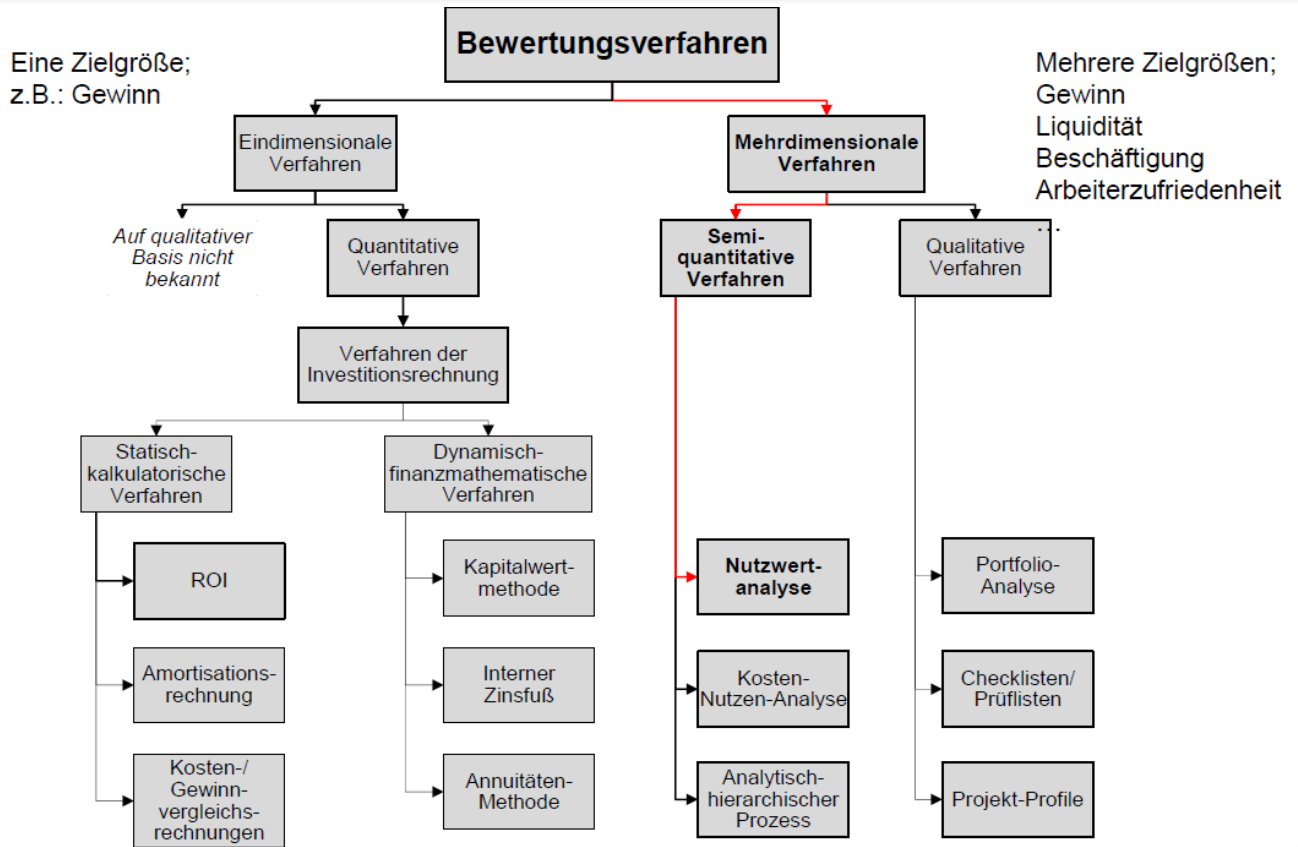 Bewertungsverfahren
Eine Zielgröße;
z.B.: Gewinn
Mehrere Zielgrößen;
Gewinn
Liquidität
Beschäftigung
Arbeiterzufriedenheit
...
Eindimensionale
Verfahren
Mehrdimensionale
Verfahren
Auf qualitativer
Basis nicht
bekannt
Quantitative
Verfahren
Semi-
quantitative
Verfahren
Qualitative
Verfahren
Verfahren der
Investitionsrechnung
Statisch-
kalkulatorische
Verfahren
Dynamisch-
finanzmathematische
Verfahren
ROI
Kapitalwert-
methode
Nutzwert-
analyse
Portfolio-
Analyse
Amortisations-
rechnung
Interner
Zinsfuß
Kosten-
Nutzen-Analyse
Checklisten/
Prüflisten
Kosten-/
Gewinn-
vergleichs-
rechnungen
Annuitäten-
Methode
Analytisch-
hierarchischer
Prozess
Projekt-Profile